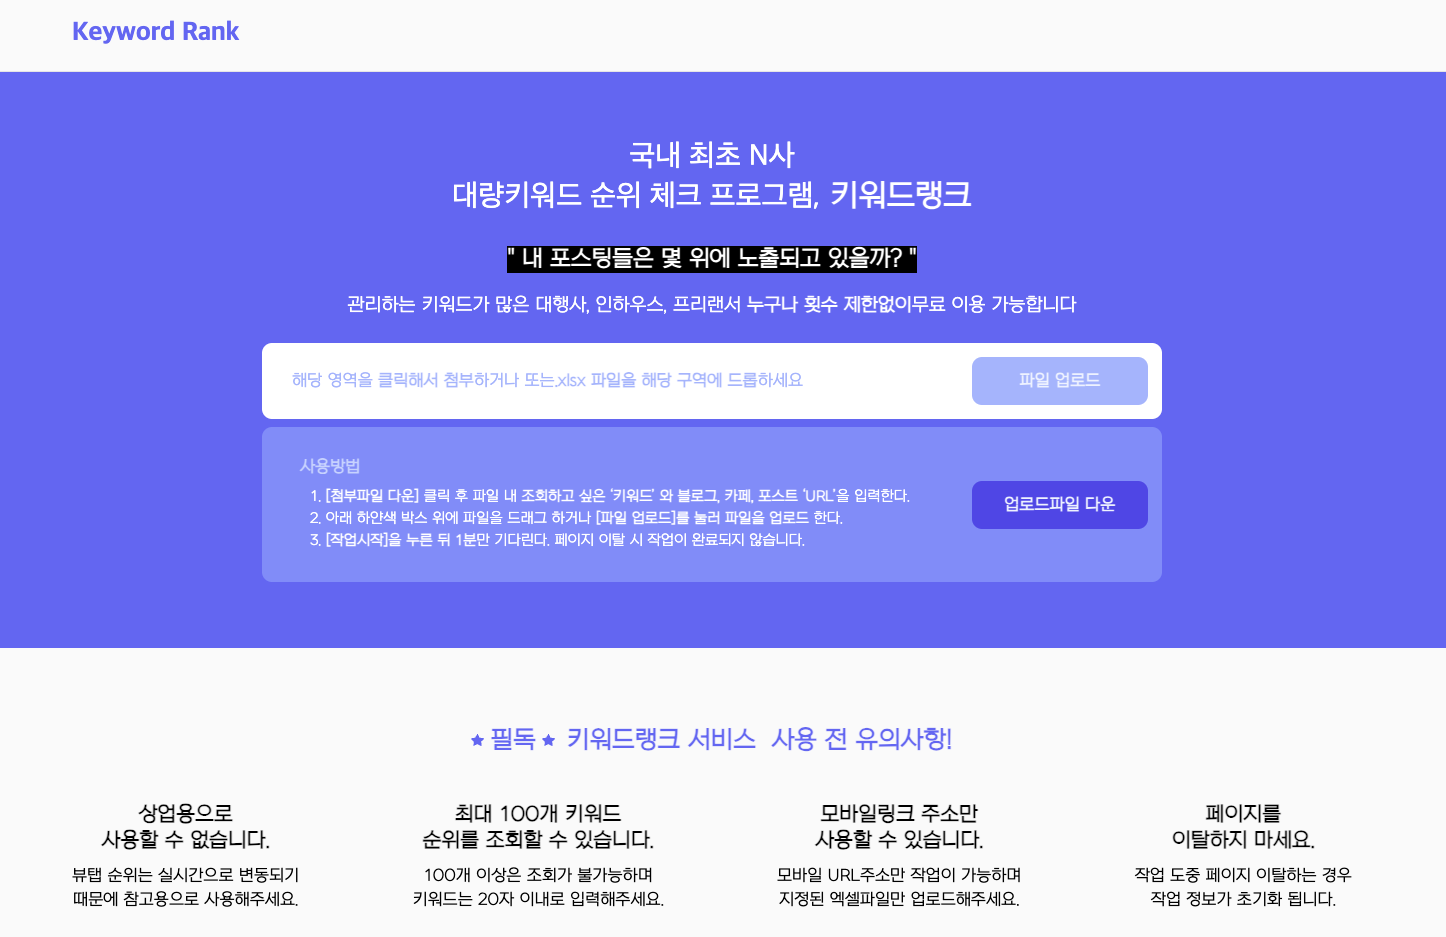 Keyword Rank
국내 최초 N사
대량키워드 순위 체크 프로그램, 키워드랭크
" 내 포스팅들은 몇 위에 노출되고 있을까? "
관리하는 키워드가 많은 대행사, 인하우스, 프리랜서 누구나 횟수 제한없이무료 이용 가능합니다
해당 영역을 클릭해서 첨부하거나 또는.xlsx 파일을 해당 구역에 드롭하세요
파일 업로드
사용방법
1. [첨부파일 다운] 클릭 후 파일 내 조회하고 싶은 ‘키워드’ 와 블로그, 카페, 포스트 ‘URL’을 입력한다.
2. 아래 하얀색 박스 위에 파일을 드래그 하거나 [파일 업로드]를 눌러 파일을 업로드 한다.
3. [작업시작]을 누른 뒤 1분만 기다린다. 페이지 이탈 시 작업이 완료되지 않습니다.
업로드파일 다운
★ 필독 ★ 키워드랭크 서비스 사용 전 유의사항!
상업용으로
사용할 수 없습니다.
뷰탭 순위는 실시간으로 변동되기
때문에 참고용으로 사용해주세요.
최대 100개 키워드
순위를 조회할 수 있습니다.
100개 이상은 조회가 불가능하며
키워드는 20자 이내로 입력해주세요.
모바일링크 주소만
사용할 수 있습니다.
모바일 URL주소만 작업이 가능하며
지정된 엑셀파일만 업로드해주세요.
페이지를
이탈하지 마세요.
작업 도중 페이지 이탈하는 경우
작업 정보가 초기화 됩니다.